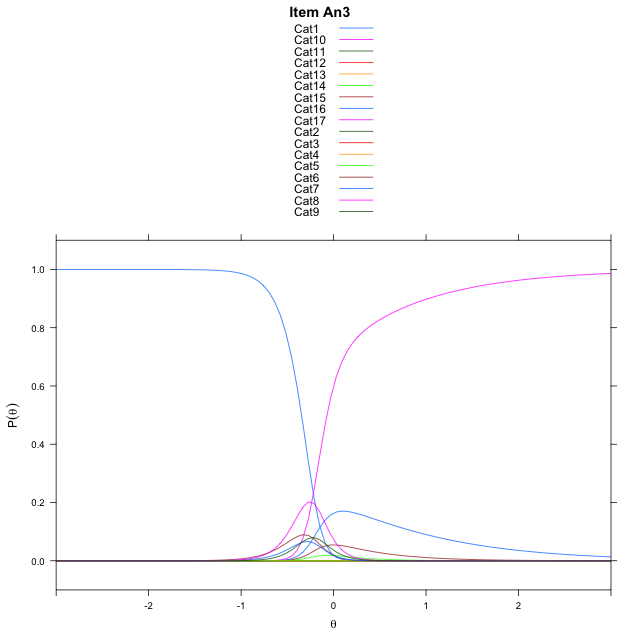 Item An3
Cat1
Cat10
Cat11
Cat12
Cat13
Cat14
Cat15
Cat16
Cat17
Cat2
Cat3
Cat4
Cat5
Cat6
Cat7
Cat8
Cat9
1.0
0.8
0.6
0.4
0.2
0.0
P(θ)
-2 -1 0 1 2
θ